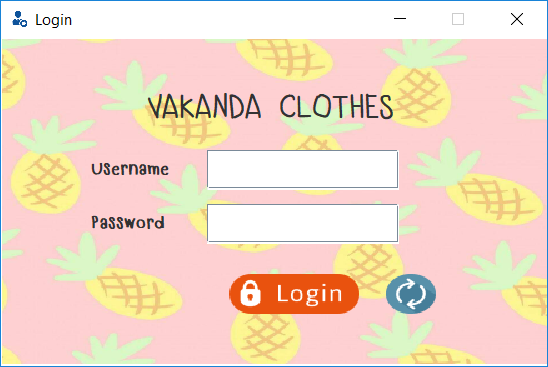 Login
VAKANDA CLOTHES
Username
Password
Login